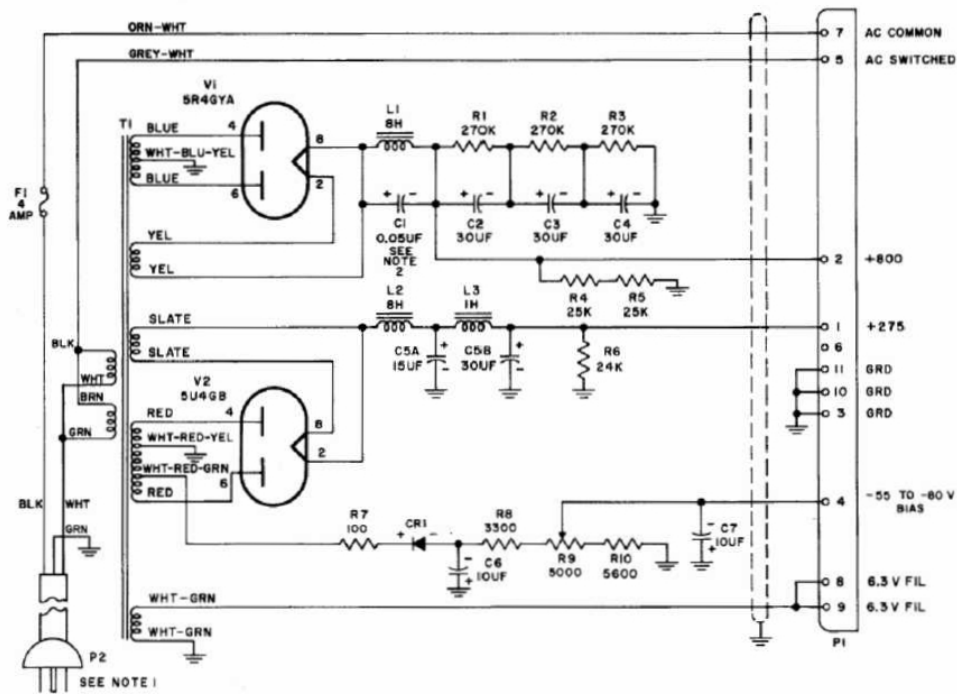 ORN-WHT
7 AC COMMON
GREY-WHT
5 AC SWITCHED
V1
5R4GYA
T1
BLUE
4
8
WHT-BLU-YEL
BLUE
6
2
L1
8H
R1
270K
R2
270K
R3
270K
F1
4
AMP
+ -
C1
0.05UF
SEE
NOTE
2
+ -
C2
30UF
+ -
C3
30UF
+ -
C4
30UF
YEL
YEL
2 +800
R4
25K
R5
25K
L2
8H
L3
1H
SLATE
SLATE
1 +275
6
C5A
15UF
+
-
C5B
30UF
+
-
R6
24K
11 GRD
10 GRD
3 GRD
BLK
WHT
BRN
GRN
V2
5U4GB
RED
4
8
WHT-RED-YEL
WHT-RED-GRN
2
6
RED
BLK
WHT
GRN
R7
100
+ CR1 -
R8
3300
-
C6
10UF
+
R9
5000
R10
5600
-
C7
10UF
+
4 -55 TO -80 V
BIAS
8 6.3 V FIL
9 6.3 V FIL
WHT-GRN
WHT-GRN
P1
P2
SEE NOTE 1